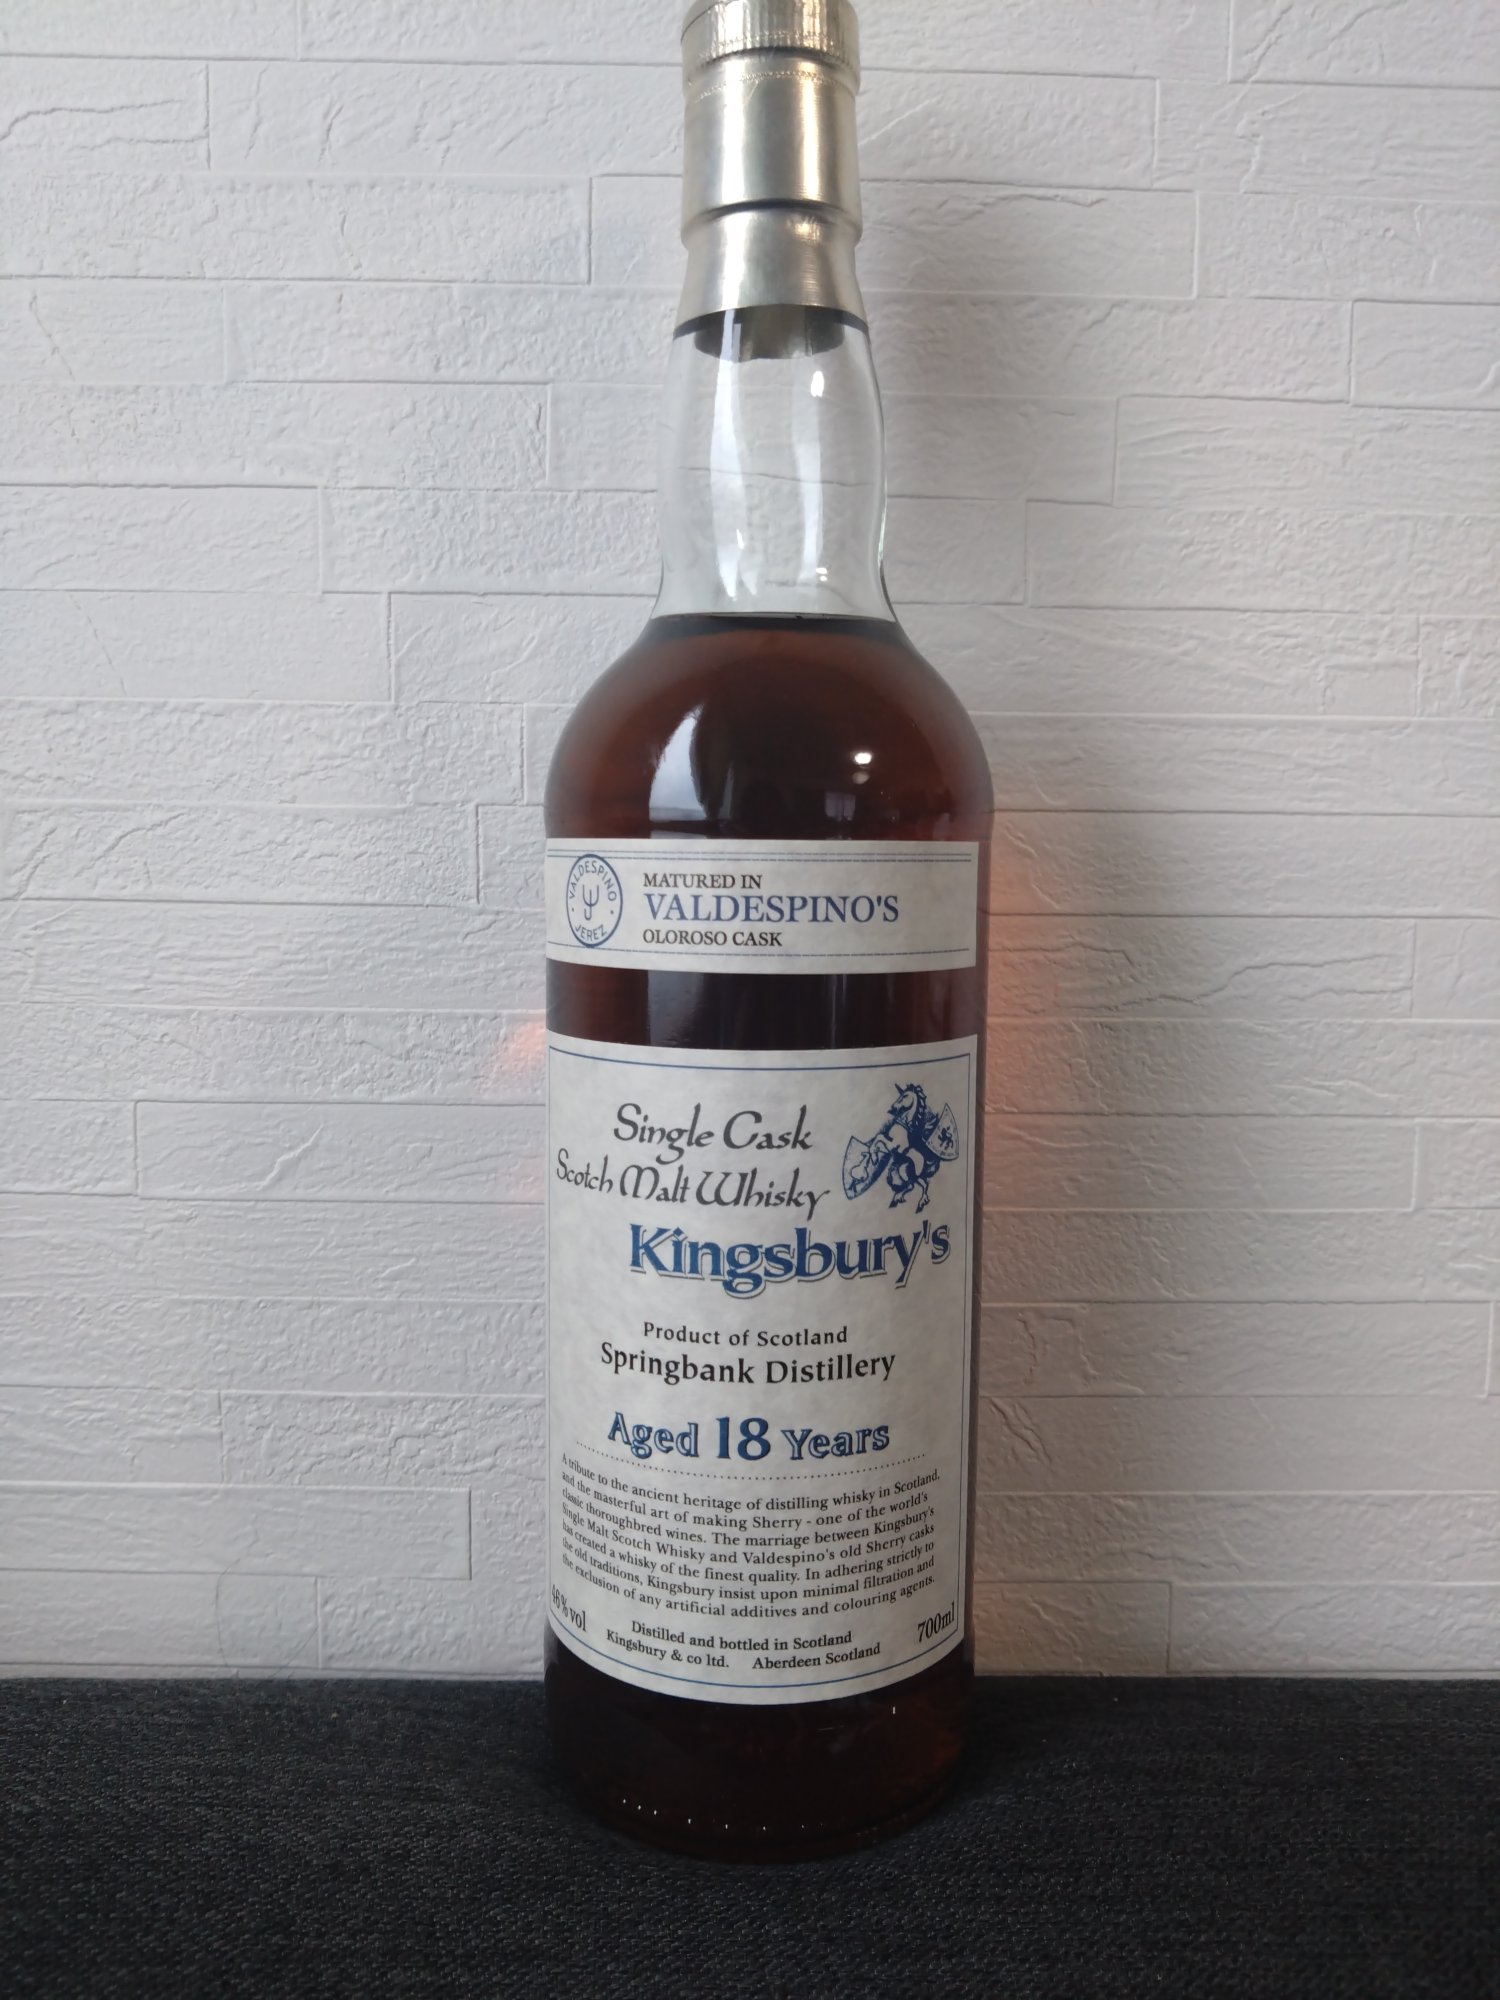 VALDESPINO
JEREZ
MATURED IN
VALDESPINO'S
OLOROSO CASK
Single Cask
Scotch Malt Whisky
Kingsbury's
Product of Scotland
Springbank Distillery
Aged 18 Years
A tribute to the ancient heritage of distilling whisky in Scotland,
and the masterful art of making Sherry - one of the world's
classic thoroughbred wines. The marriage between Kingsbury's
Single Malt Scotch Whisky and Valdespino's old Sherry casks
has created a whisky of the finest quality. In adhering strictly to
the old traditions, Kingsbury insist upon minimal filtration and
the exclusion of any artificial additives and colouring agents.
46%vol
700ml
Distilled and bottled in Scotland
Kingsbury & co ltd. Aberdeen Scotland